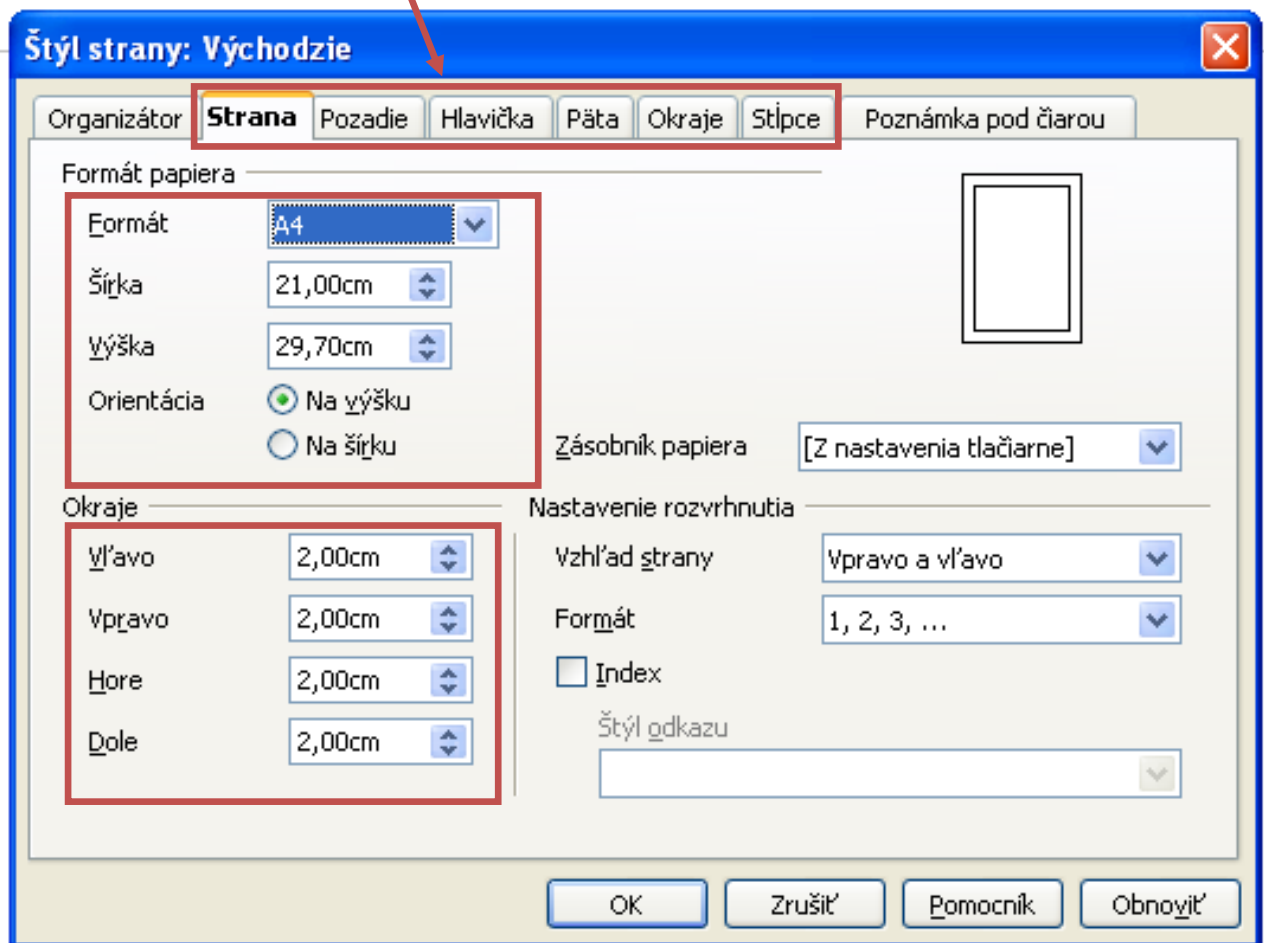 Štýl strany: Východzie
Organizátor Strana Pozadie Hlavička Päta Okraje Stĺpce Poznámka pod čiarou
Formát papiera
Formát A4
Šírka 21,00cm
Výška 29,70cm
Orientácia Na výšku
Na šírku Zásobník papiera [Z nastavenia tlačiarne]
Okraje Nastavenie rozvrhnutia
Vľavo 2,00cm Vzhľad strany Vpravo a vľavo
Vpravo 2,00cm Formát 1, 2, 3, ...
Hore 2,00cm Index
Štýl odkazu
Dole 2,00cm
OK Zrušiť Pomocník Obnoviť